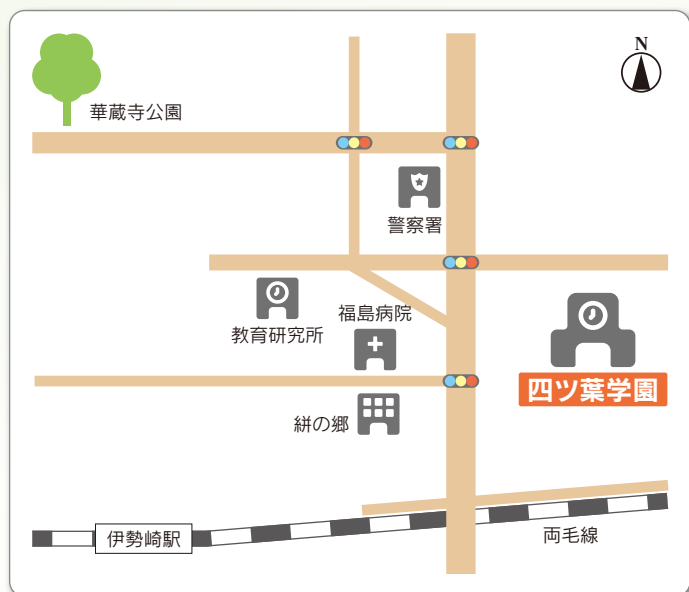 N
華蔵寺公園
警察署
教育研究所
福島病院
四ツ葉学園
絣の郷
伊勢崎駅
両毛線